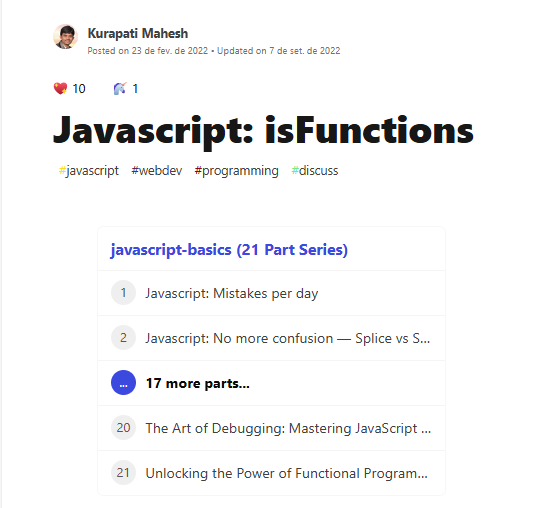 Kurapati Mahesh
Posted on 23 de fev. de 2022 • Updated on 7 de set. de 2022
10 1
Javascript: isFunctions
#javascript #webdev #programming #discuss
javascript-basics (21 Part Series)
1 Javascript: Mistakes per day
2 Javascript: No more confusion — Splice vs S...
... 17 more parts...
20 The Art of Debugging: Mastering JavaScript ...
21 Unlocking the Power of Functional Program...